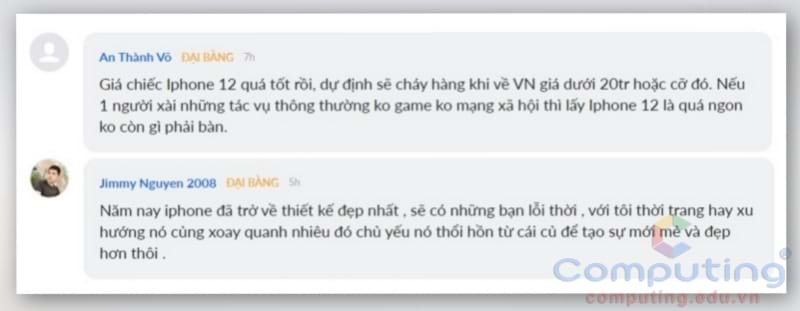 An Thành Võ ĐẠI BÀNG 7h
Giá chiếc Iphone 12 quá tốt rồi, dự định sẽ cháy hàng khi về VN giá dưới 20tr hoặc cỡ đó. Nếu
1 người xài những tác vụ thông thường ko game ko mạng xã hội thì lấy Iphone 12 là quá ngon
ko còn gì phải bàn.
Jimmy Nguyen 2008 ĐẠI BÀNG 5h
Năm nay iphone đã trở về thiết kế đẹp nhất , sẽ có những bạn lỗi thời , với tôi thời trang hay xu
hướng nó củng xoay quanh nhiêu đó chủ yếu nó thổi hồn từ cái củ để tạo sự mới mẻ và đẹp
hơn thôi .
Computing®
computing.edu.vn